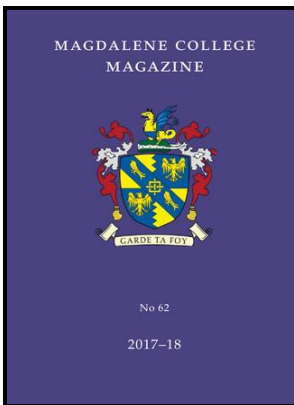 MAGDALENE COLLEGE
MAGAZINE
GARDE TA FOY
No 62
2017–18